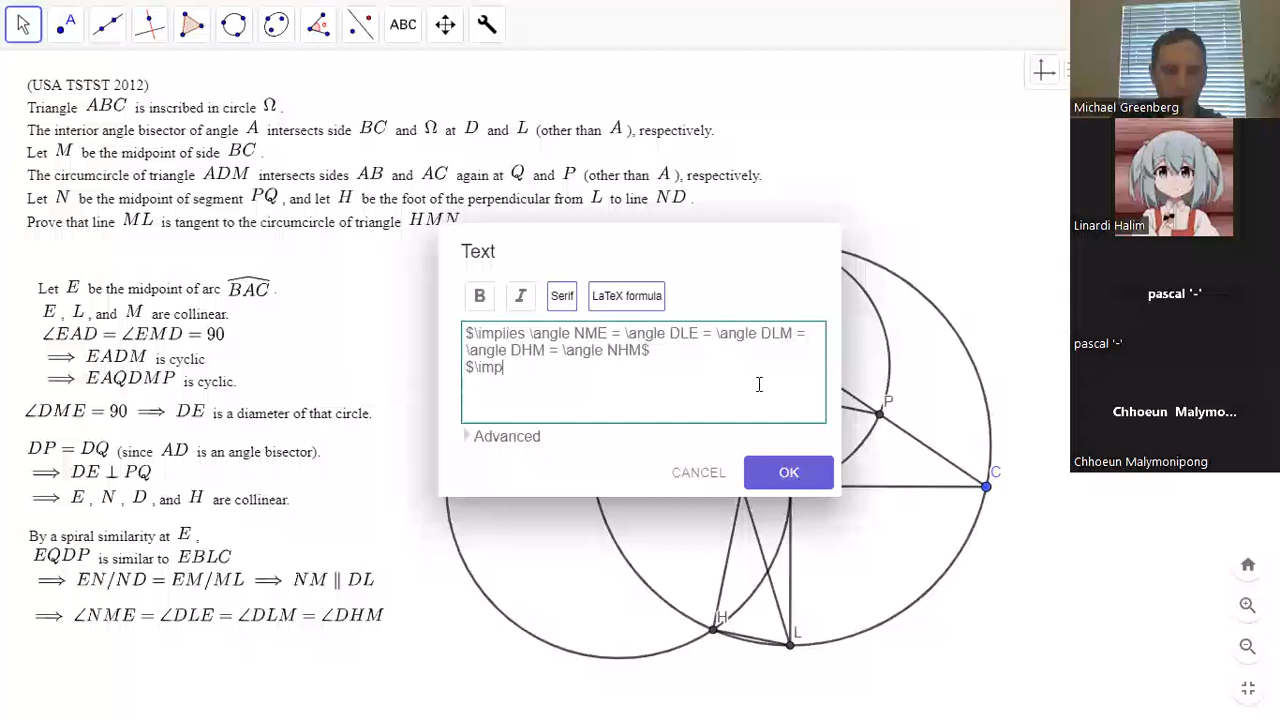 ABC
(USA TSTST 2012)
Triangle ABC is inscribed in circle Ω .
The interior angle bisector of angle A intersects side BC and Ω at D and L (other than A ), respectively.
Let M be the midpoint of side BC .
The circumcircle of triangle ADM intersects sides AB and AC again at Q and P (other than A ), respectively.
Let N be the midpoint of segment PQ , and let H be the foot of the perpendicular from L to line ND .
Prove that line ML is tangent to the circumcircle of triangle HMN
Let E be the midpoint of arc \widehat{BAC} .
E , L , and M are collinear.
∠EAD = ∠EMD = 90
⟹ EADM is cyclic
⟹ EAQDMP is cyclic.
∠DME = 90 ⟹ DE is a diameter of that circle.
DP = DQ (since AD is an angle bisector).
⟹ DE ⊥ PQ
⟹ E , N , D , and H are collinear.
By a spiral similarity at E ,
EQDP is similar to EBLC
⟹ EN/ND = EM/ML ⟹ NM ∥ DL
⟹ ∠NME = ∠DLE = ∠DLM = ∠DHM
Text
B I Serif LaTeX formula
$\implies \angle NME = \angle DLE = \angle DLM =
\angle DHM = \angle NHM$
$\imp
Advanced
CANCEL OK
P
C
H
L
Michael Greenberg
Linardi Halim
pascal '-'
pascal '-'
Chhoeun Malymo...
Chhoeun Malymonipong